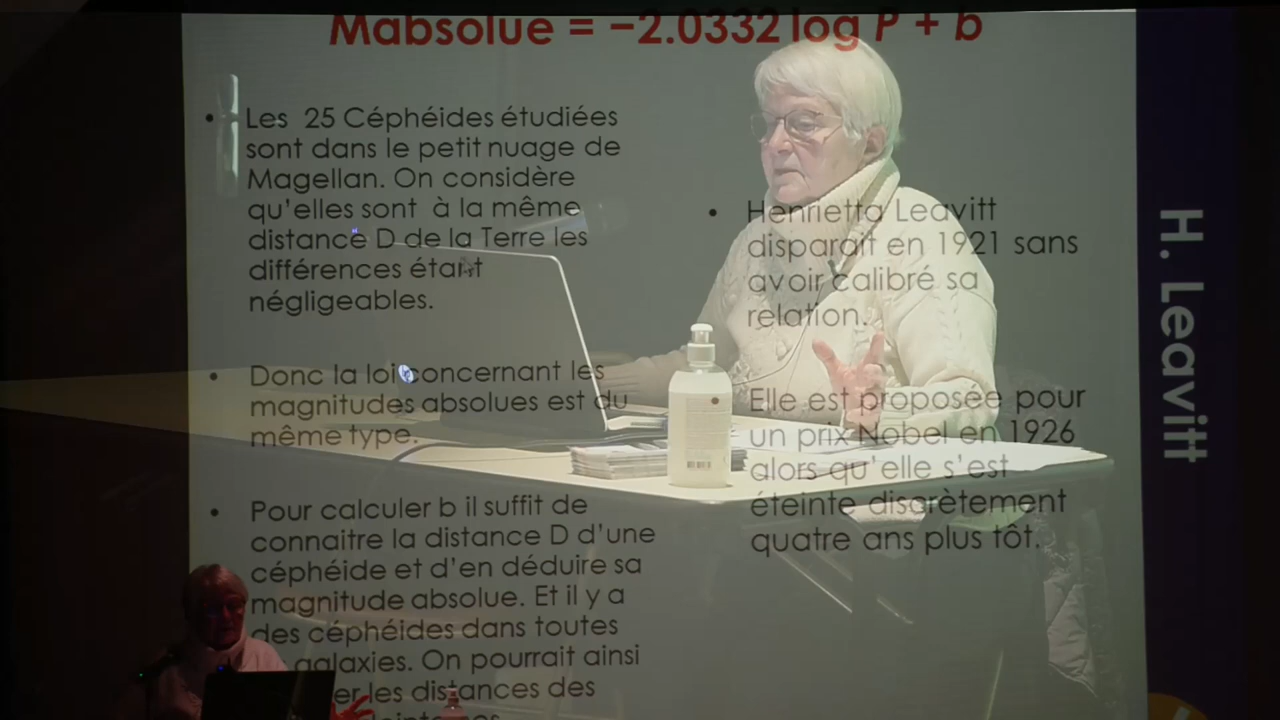 Mabsolue = −2.0332 log P + b
• Les 25 Céphéides étudiées
sont dans le petit nuage de
Magellan. On considère
qu'elles sont à la même
distance D de la Terre les
différences étant
négligeables.
• Donc la loi concernant les
magnitudes absolues est du
même type.
• Pour calculer b il suffit de
connaitre la distance D d'une
céphéide et d'en déduire sa
magnitude absolue. Et il y a
des céphéides dans toutes
galaxies. On pourrait ainsi
les distances des
• Henrietta Leavitt
disparait en 1921 sans
avoir calibré sa
relation.
Elle est proposée pour
un prix Nobel en 1926
alors qu'elle s'est
éteinte discrètement
quatre ans plus tôt.
H. Leavitt